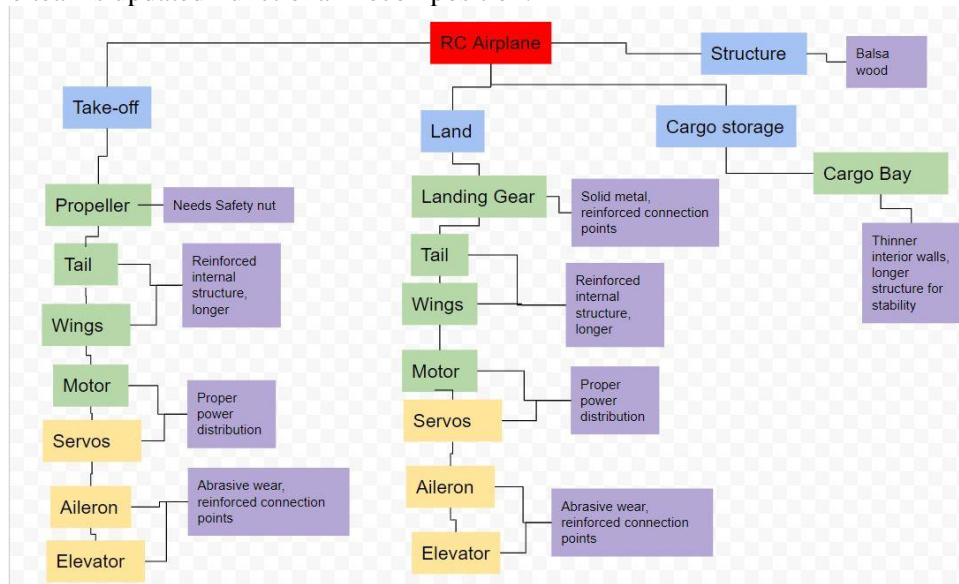 RC Airplane
Structure
Balsa
wood
Take-off
Land
Cargo storage
Propeller
Needs Safety nut
Tail
Reinforced
internal
structure,
longer
Wings
Motor
Proper
power
distribution
Servos
Aileron
Abrasive wear,
reinforced connection
points
Elevator
Landing Gear
Solid metal,
reinforced connection
points
Tail
Reinforced
internal
structure,
longer
Wings
Motor
Proper
power
distribution
Servos
Aileron
Abrasive wear,
reinforced connection
points
Elevator
Cargo Bay
Thinner
interior walls,
longer
structure for
stability